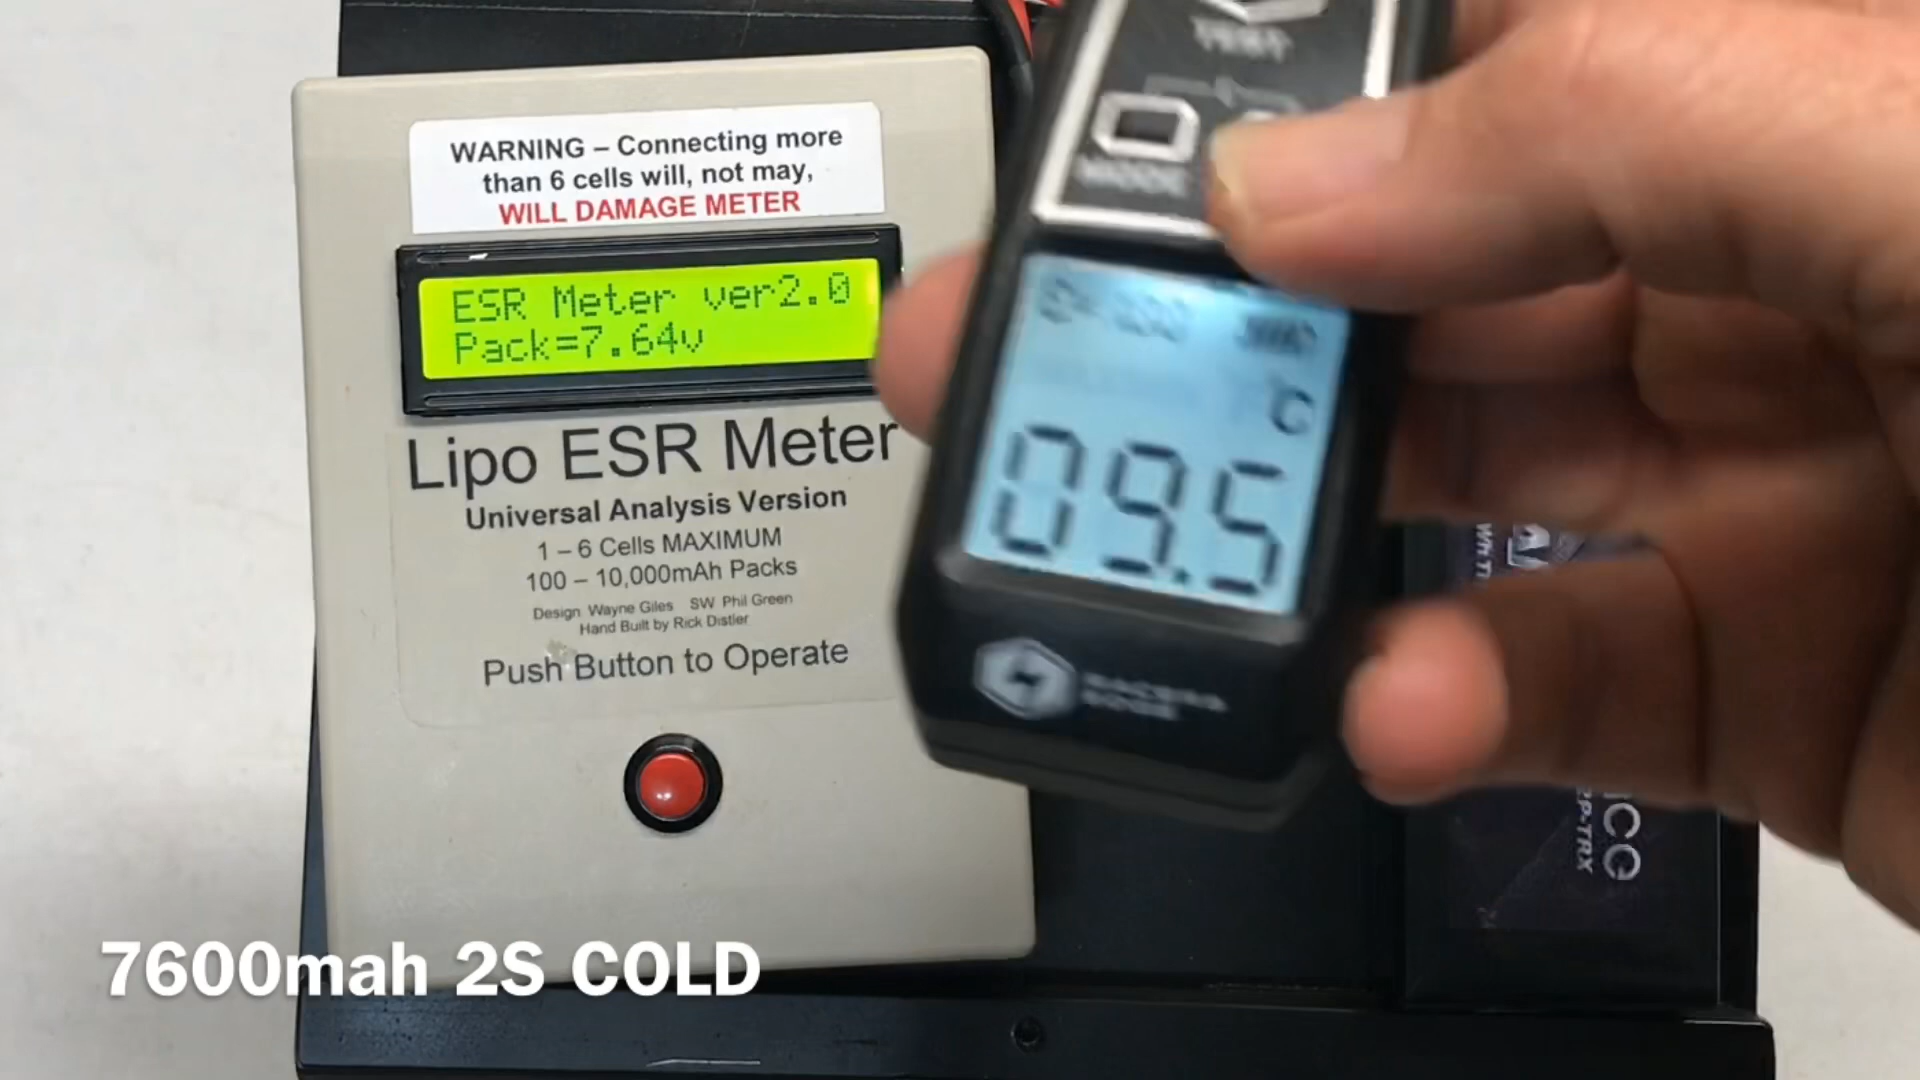 WARNING – Connecting more
than 6 cells will, not may,
WILL DAMAGE METER
ESR Meter ver2.0
Pack=7.64v
Lipo ESR Meter
Universal Analysis Version
1 – 6 Cells MAXIMUM
100 – 10,000mAh Packs
Design Wayne Giles SW Phil Green
Hand Built by Rick Distler
Push Button to Operate
TEST
MODE
°C
09.5
7600mah 2S COLD